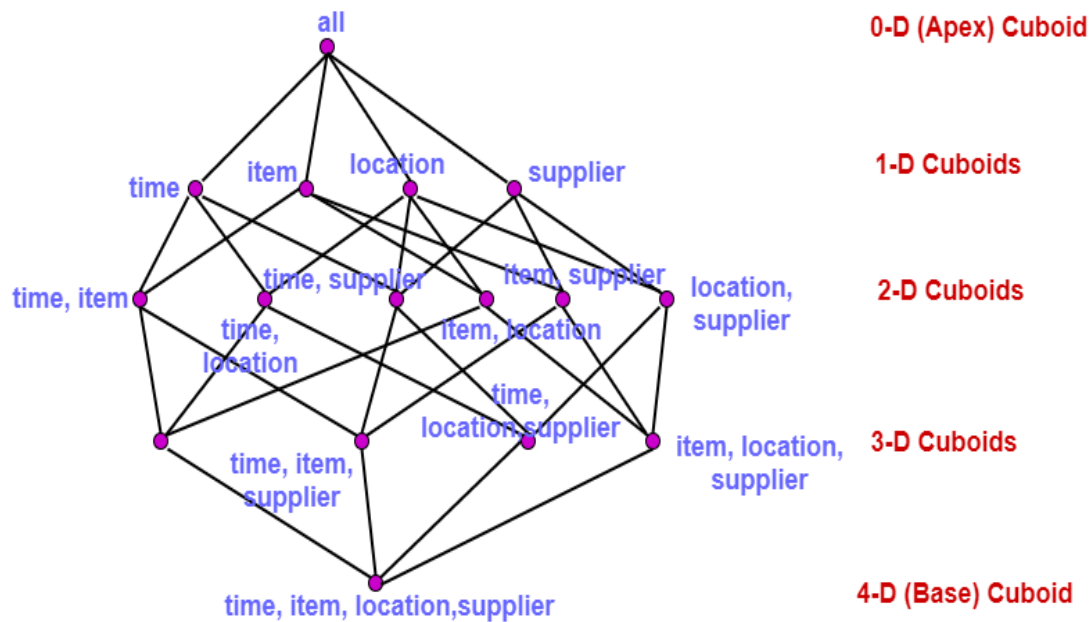 all
0-D (Apex) Cuboid
time
item
location
supplier
1-D Cuboids
time, item
time, supplier
item, supplier
location,
supplier
2-D Cuboids
time,
location
item, location
time,
location,supplier
time, item,
supplier
item, location,
supplier
3-D Cuboids
time, item, location,supplier
4-D (Base) Cuboid